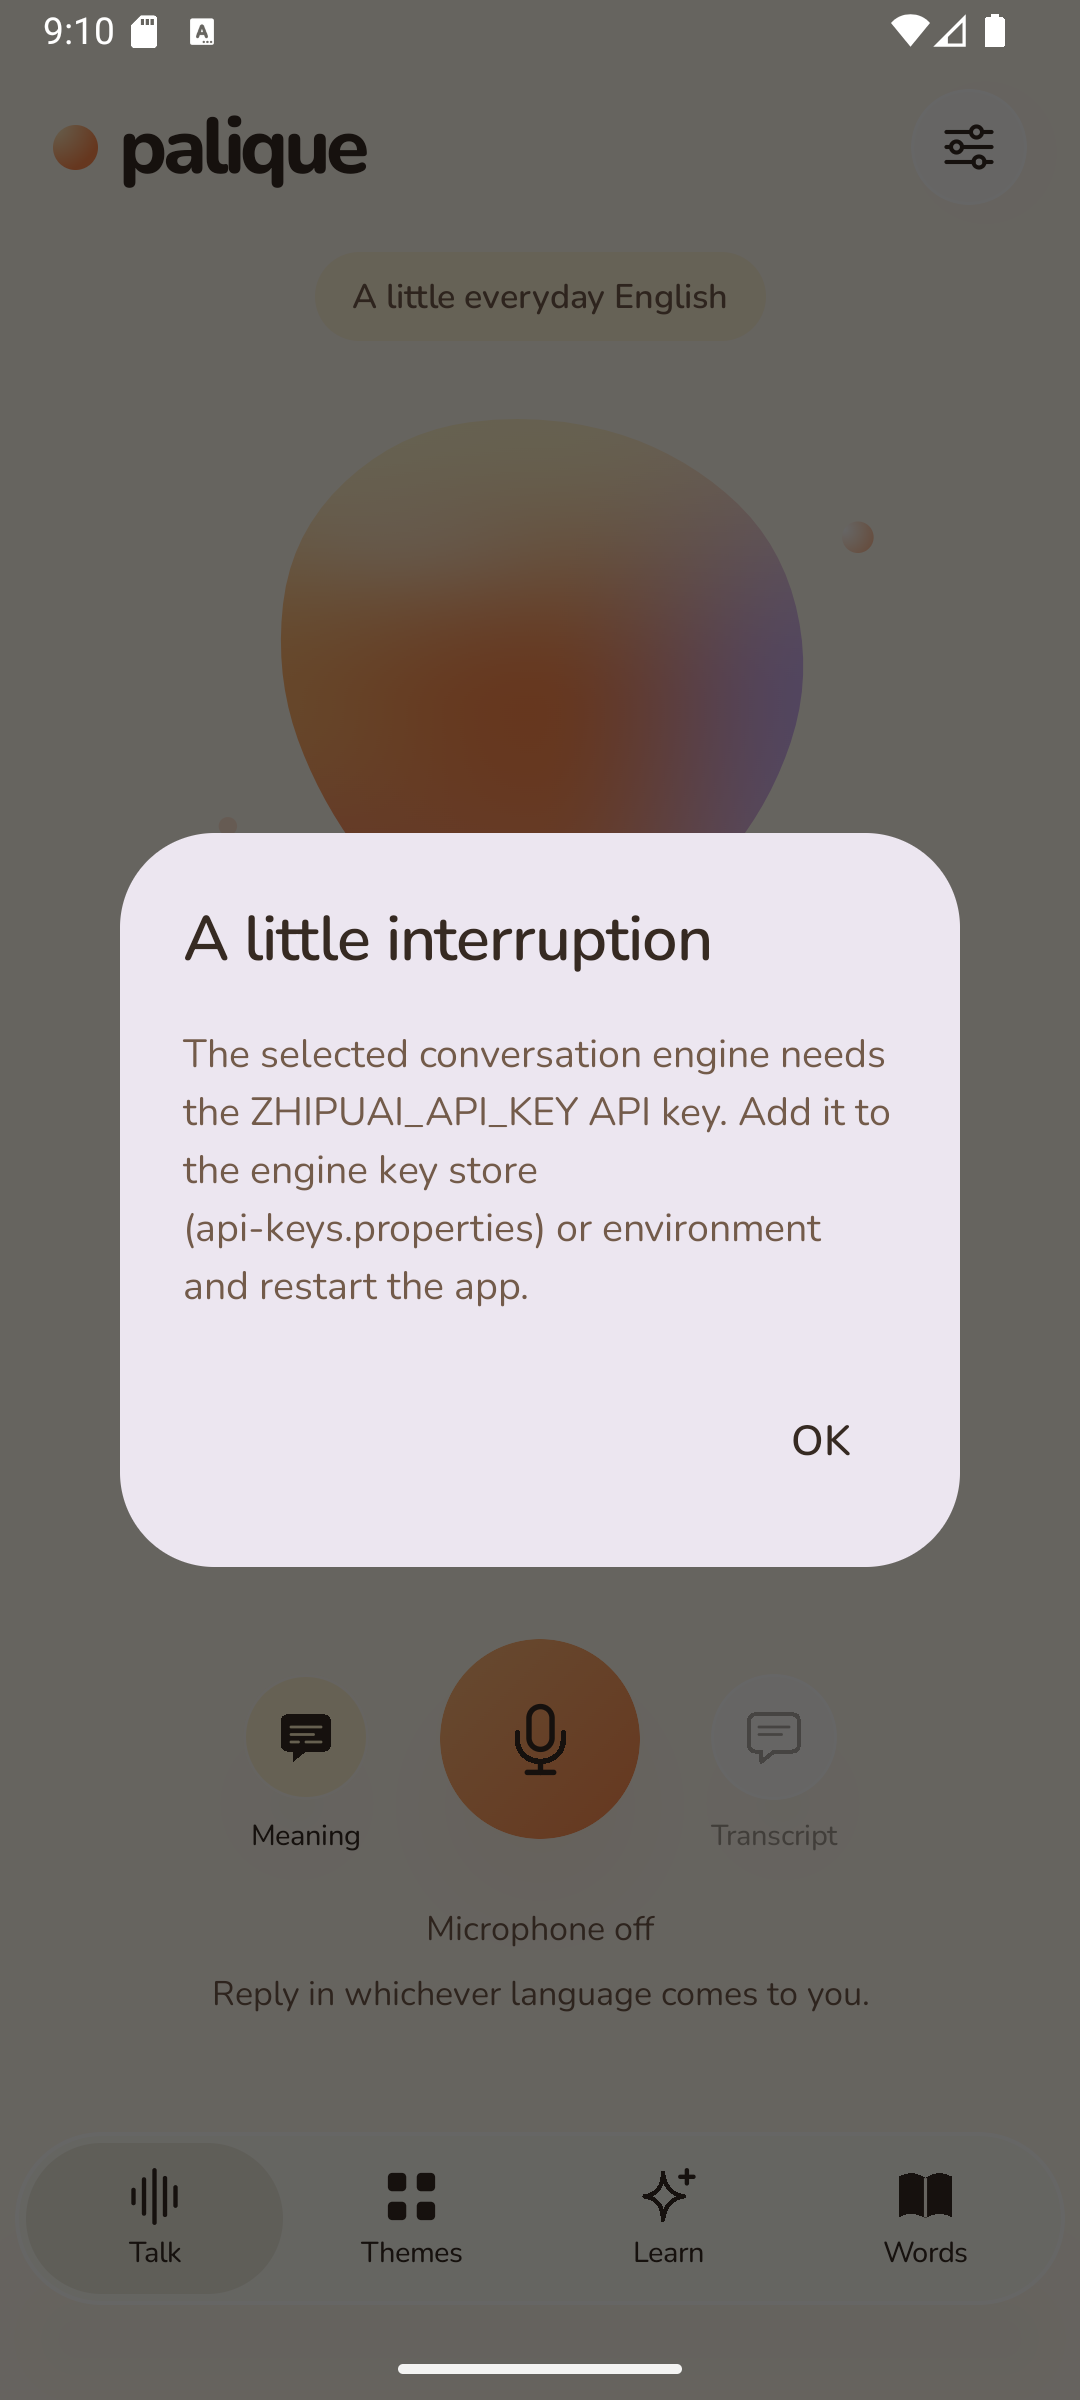 9:10
palique
A little everyday English
A little interruption
The selected conversation engine needs
the ZHIPUAI_API_KEY API key. Add it to
the engine key store
(api-keys.properties) or environment
and restart the app.
OK
Meaning
Transcript
Microphone off
Reply in whichever language comes to you.
Talk
Themes
Learn
Words